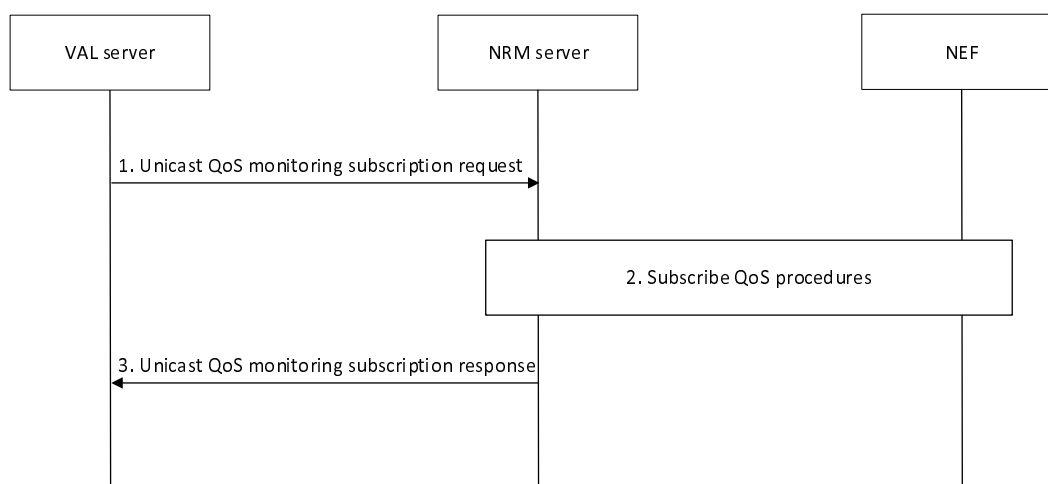 VAL server
NRM server
NEF
1. Unicast QoS monitoring subscription request
2. Subscribe QoS procedures
3. Unicast QoS monitoring subscription response